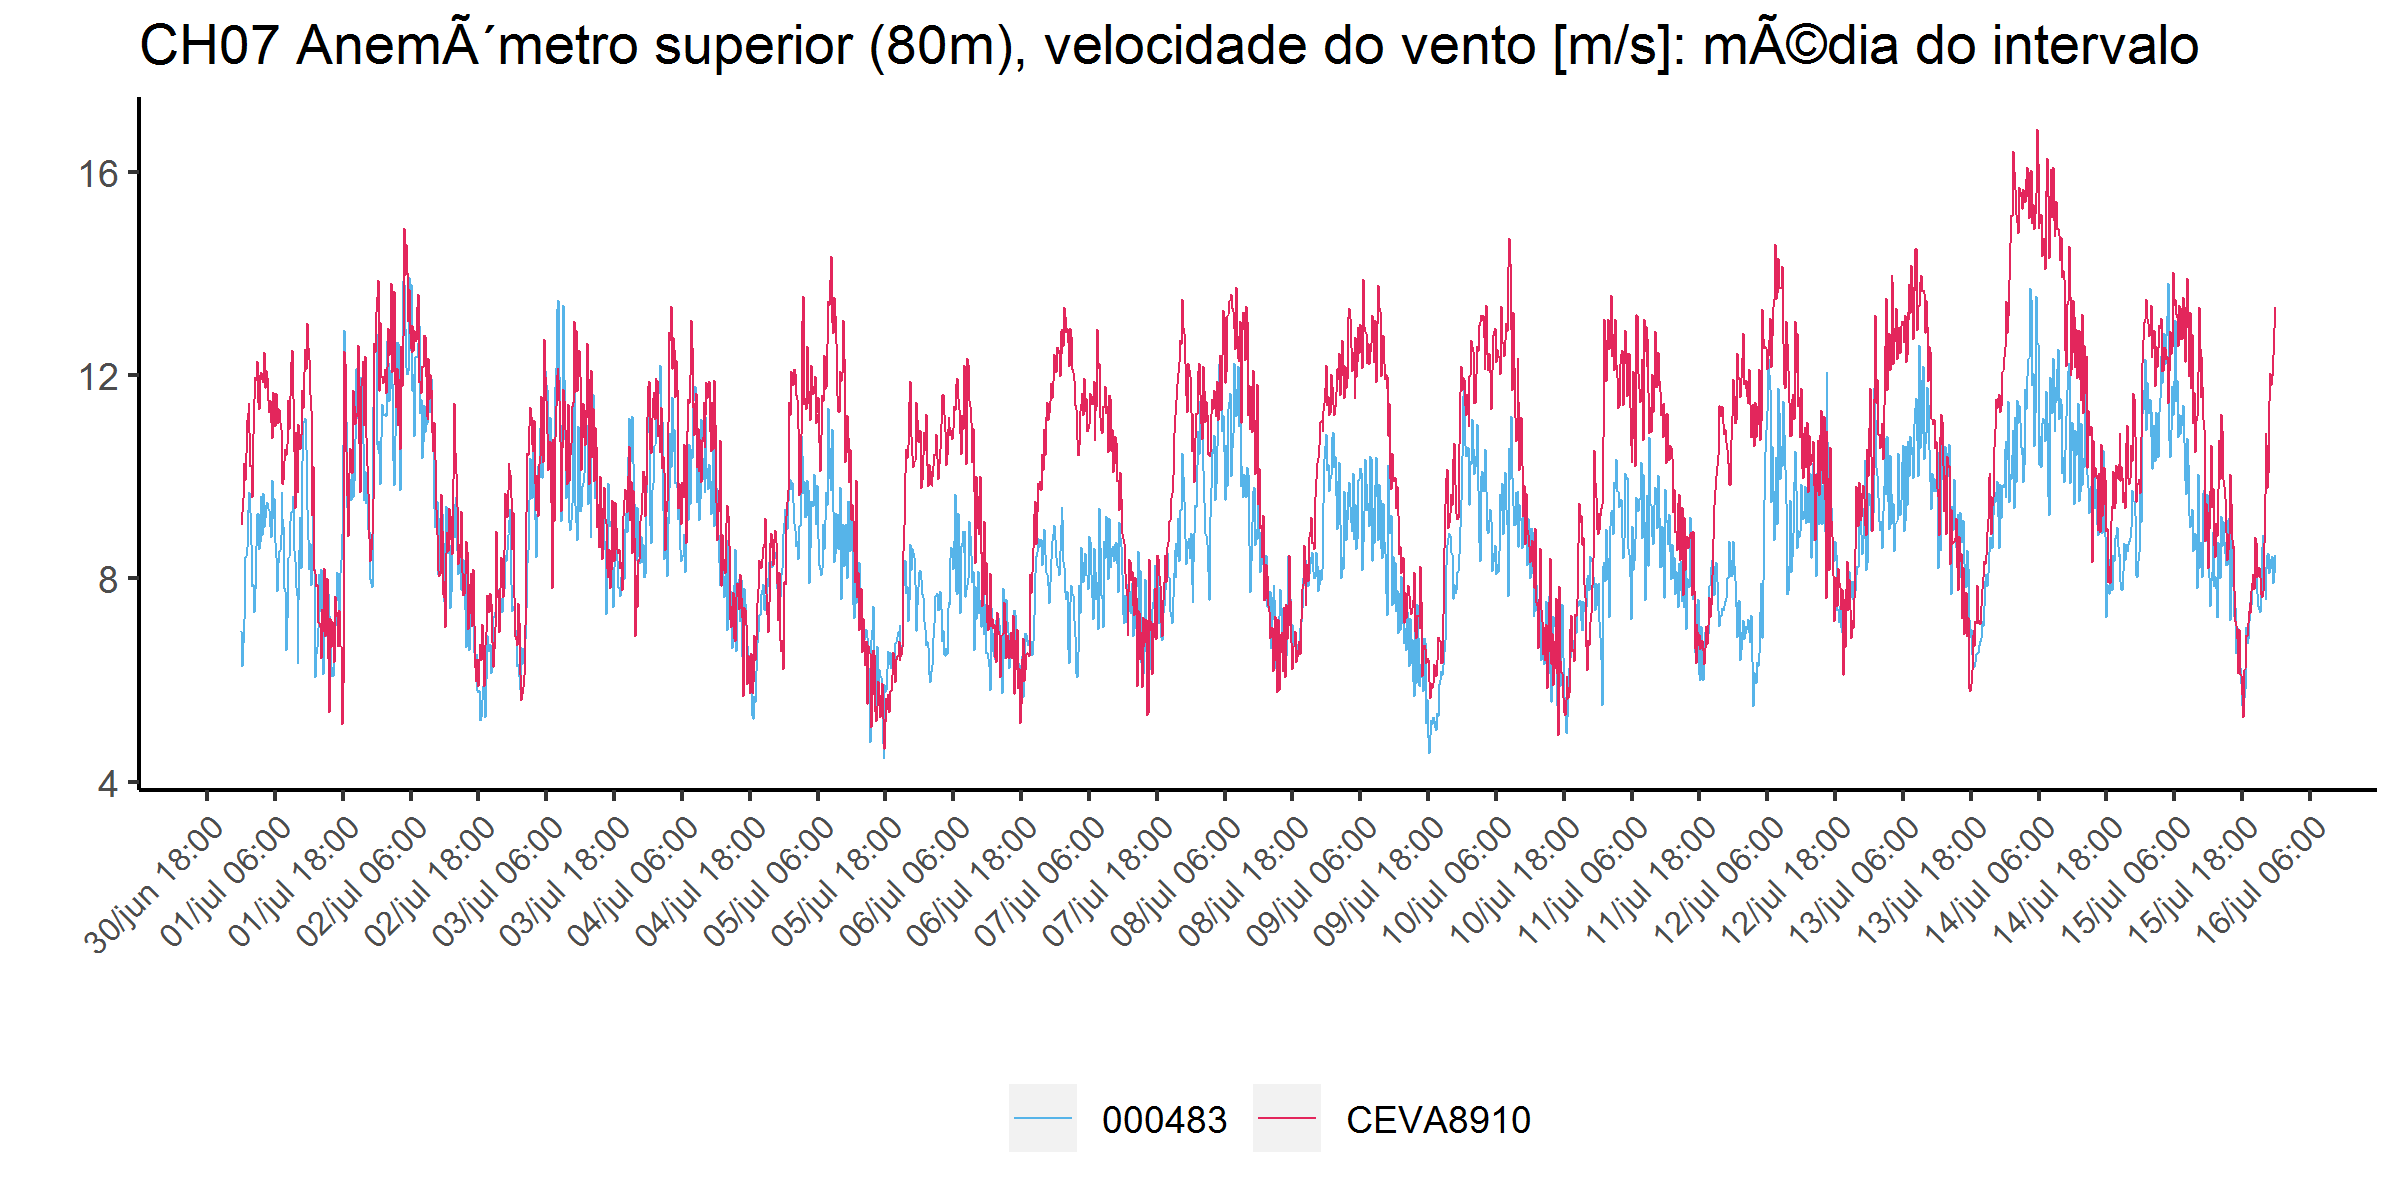 CH07 AnemÃ´metro superior (80m), velocidade do vento [m/s]: mÃ©dia do intervalo
16
12
8
4
30/jun 18:00
01/jul 06:00
01/jul 18:00
02/jul 06:00
02/jul 18:00
03/jul 06:00
03/jul 18:00
04/jul 06:00
04/jul 18:00
05/jul 06:00
05/jul 18:00
06/jul 06:00
06/jul 18:00
07/jul 06:00
07/jul 18:00
08/jul 06:00
08/jul 18:00
09/jul 06:00
09/jul 18:00
10/jul 06:00
10/jul 18:00
11/jul 06:00
11/jul 18:00
12/jul 06:00
12/jul 18:00
13/jul 06:00
13/jul 18:00
14/jul 06:00
14/jul 18:00
15/jul 06:00
15/jul 18:00
16/jul 06:00
000483 CEVA8910